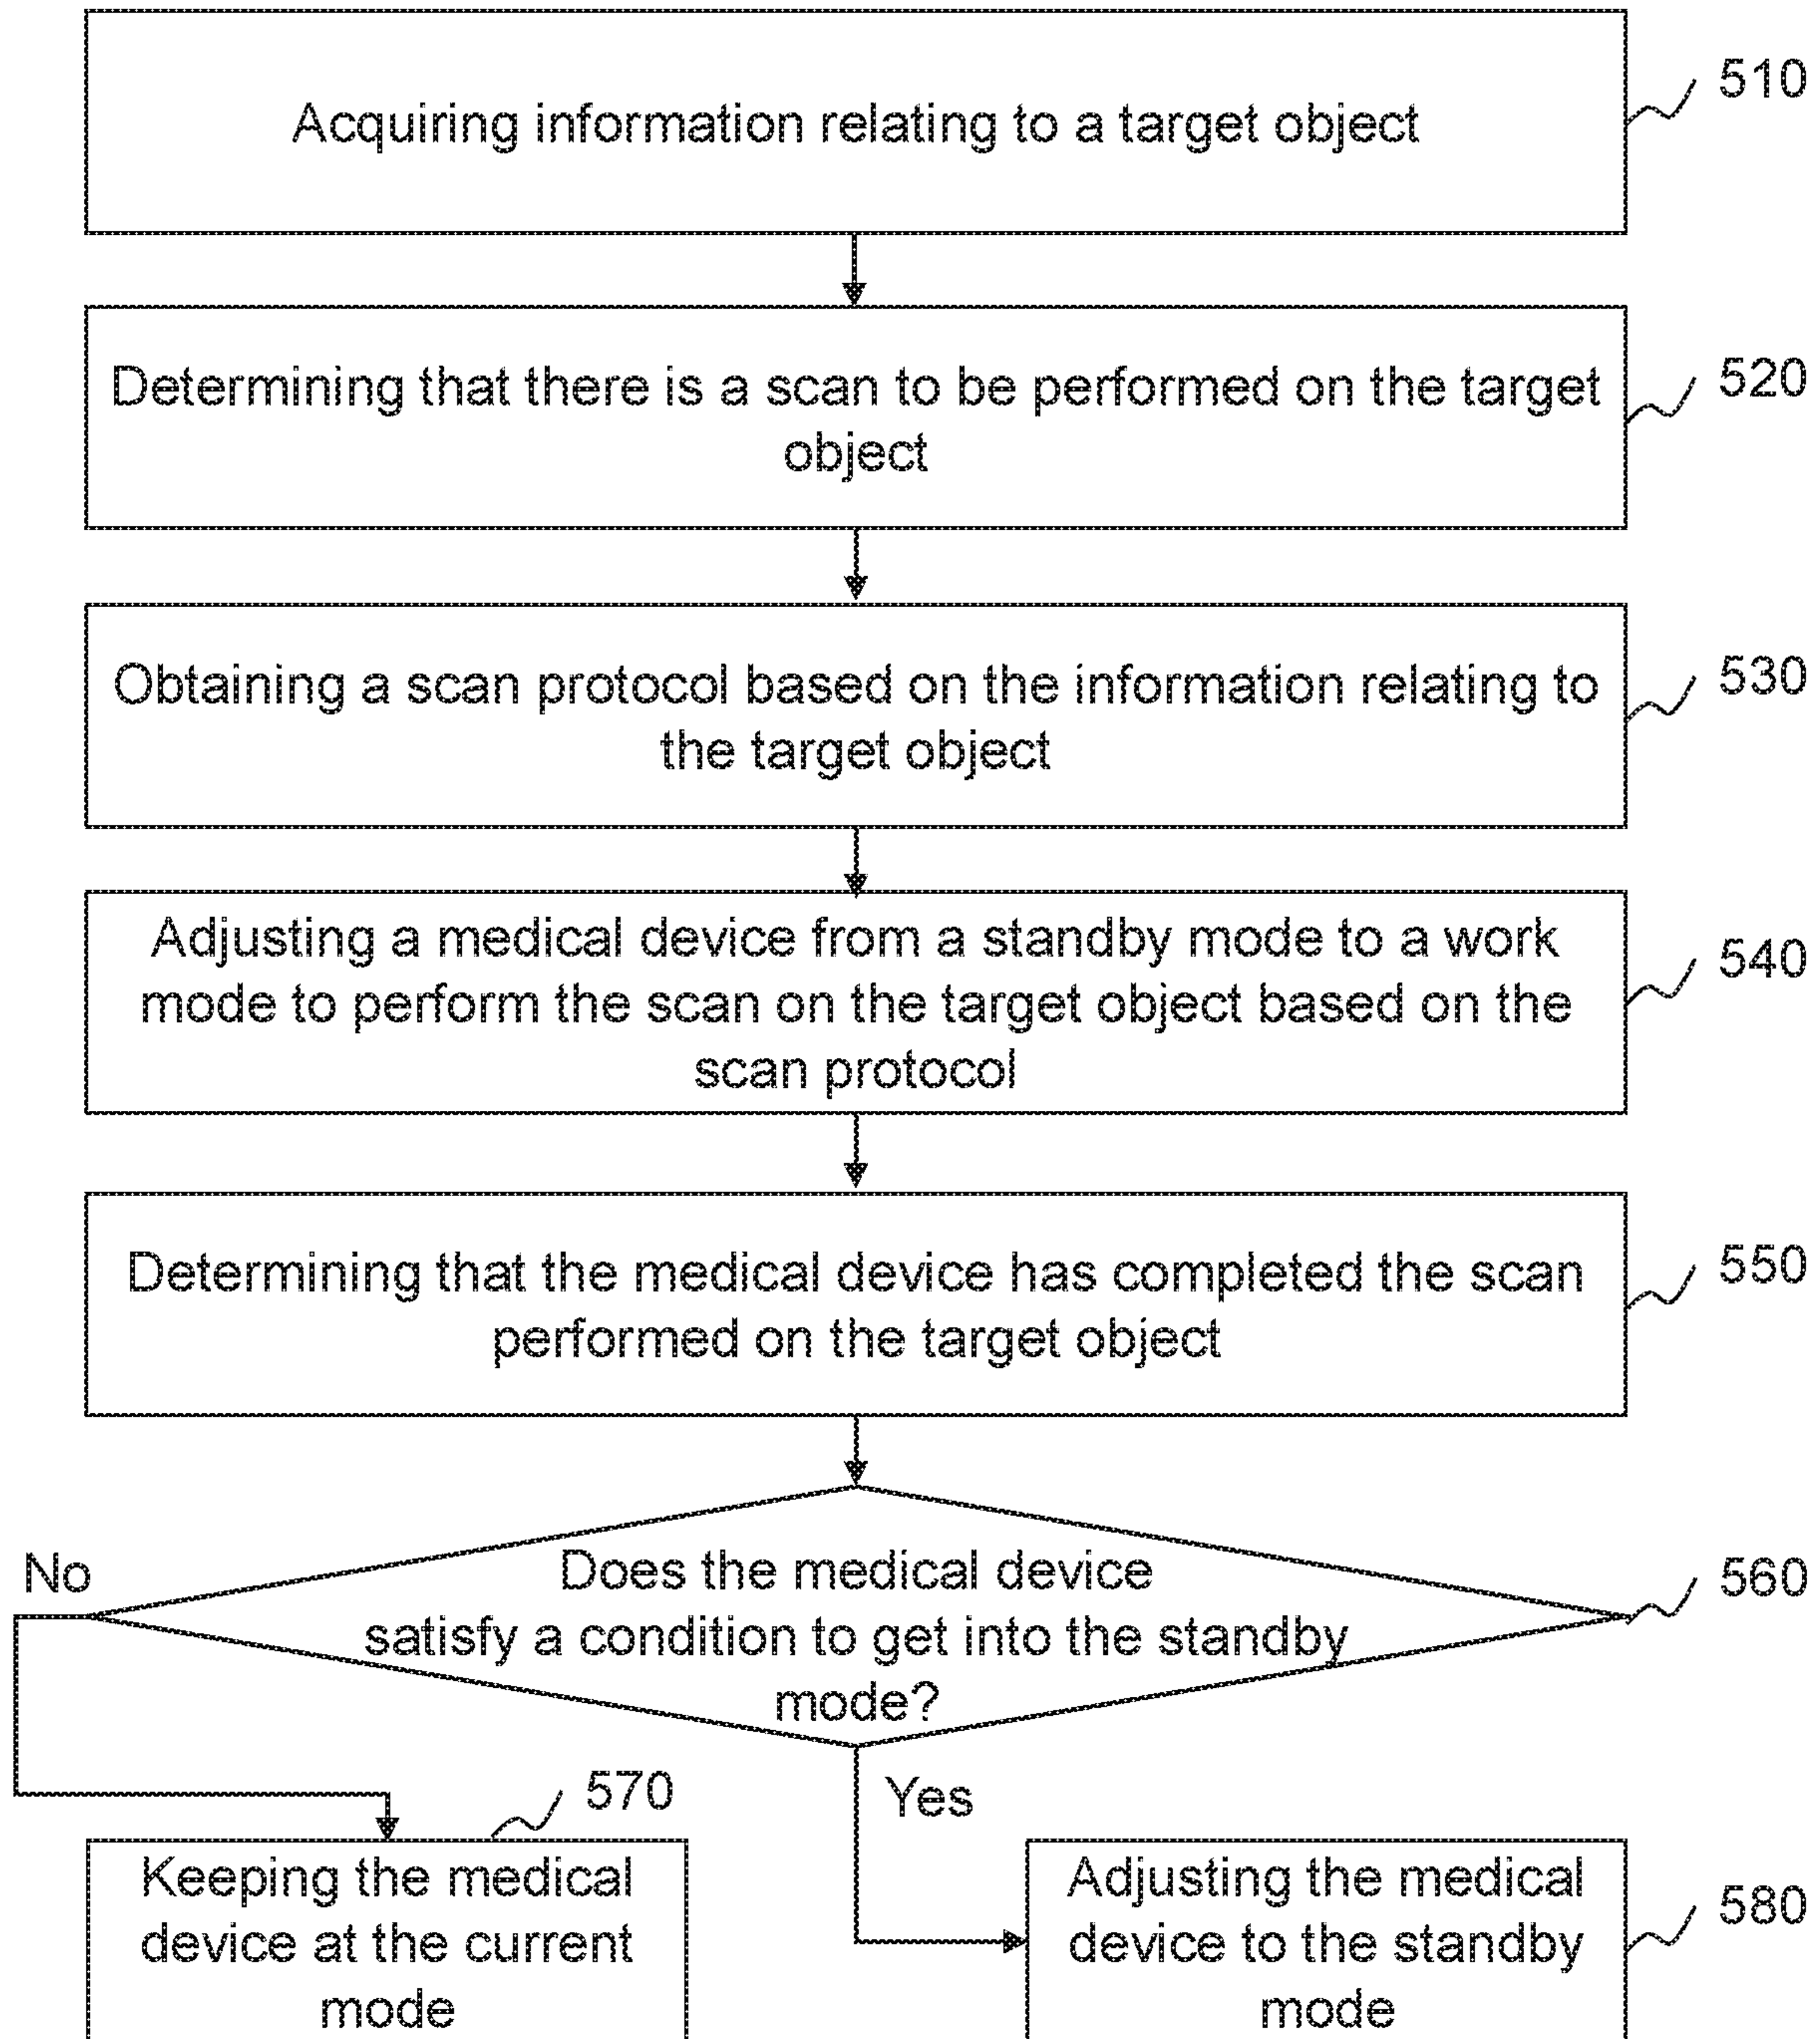 Acquiring information relating to a target object
510
Determining that there is a scan to be performed on the target
object
520
Obtaining a scan protocol based on the information relating to
the target object
530
Adjusting a medical device from a standby mode to a work
mode to perform the scan on the target object based on the
scan protocol
540
Determining that the medical device has completed the scan
performed on the target object
550
Does the medical device
satisfy a condition to get into the standby
mode?
560
No
Yes
570
Keeping the medical
device at the current
mode
Adjusting the medical
device to the standby
mode
580